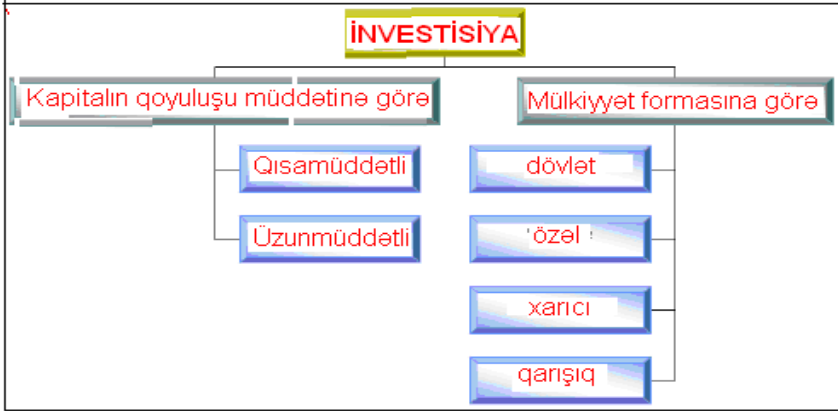 İNVESTİSİYA
Kapitalın qoyuluşu müddətinə görə
Mülkiyyət formasına görə
Qısamüddətli
dövlət
Üzunmüddətli
özəl
xarıcı
qarışıq